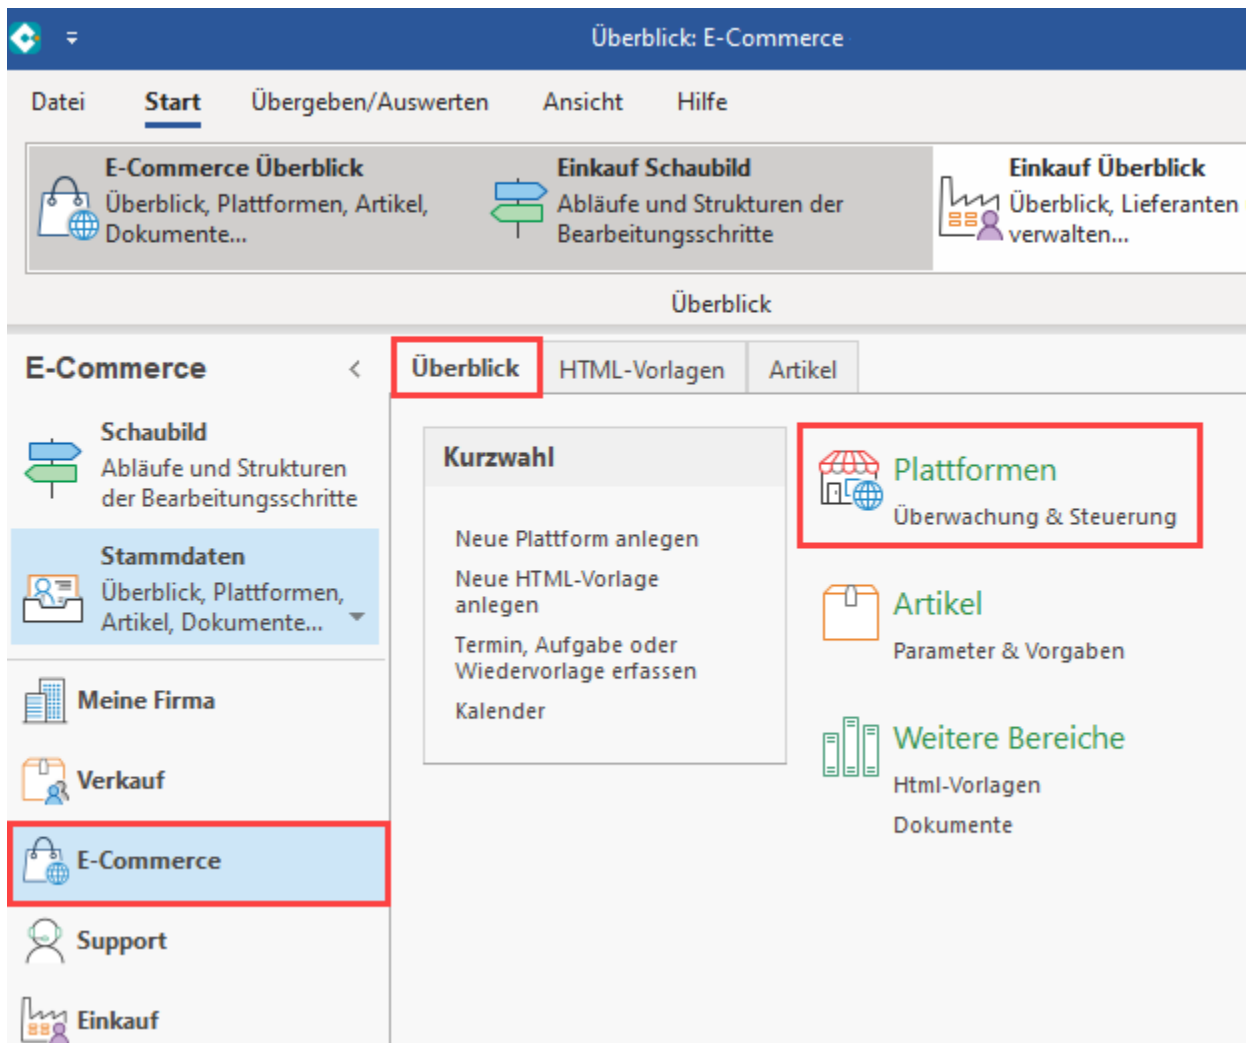 Überblick: E-Commerce
Datei Start Übergeben/Auswerten Ansicht Hilfe
E-Commerce Überblick
Überblick, Plattformen, Artikel,
Dokumente...
Einkauf Schaubild
Abläufe und Strukturen der
Bearbeitungsschritte
Einkauf Überblick
Überblick, Lieferanten
verwalten...
Überblick
E-Commerce
Schaubild
Abläufe und Strukturen
der Bearbeitungsschritte
Stammdaten
Überblick, Plattformen,
Artikel, Dokumente...
Meine Firma
Verkauf
E-Commerce
Support
Einkauf
Überblick HTML-Vorlagen Artikel
Kurzwahl
Neue Plattform anlegen
Neue HTML-Vorlage
anlegen
Termin, Aufgabe oder
Wiedervorlage erfassen
Kalender
Plattformen
Überwachung & Steuerung
Artikel
Parameter & Vorgaben
Weitere Bereiche
Html-Vorlagen
Dokumente